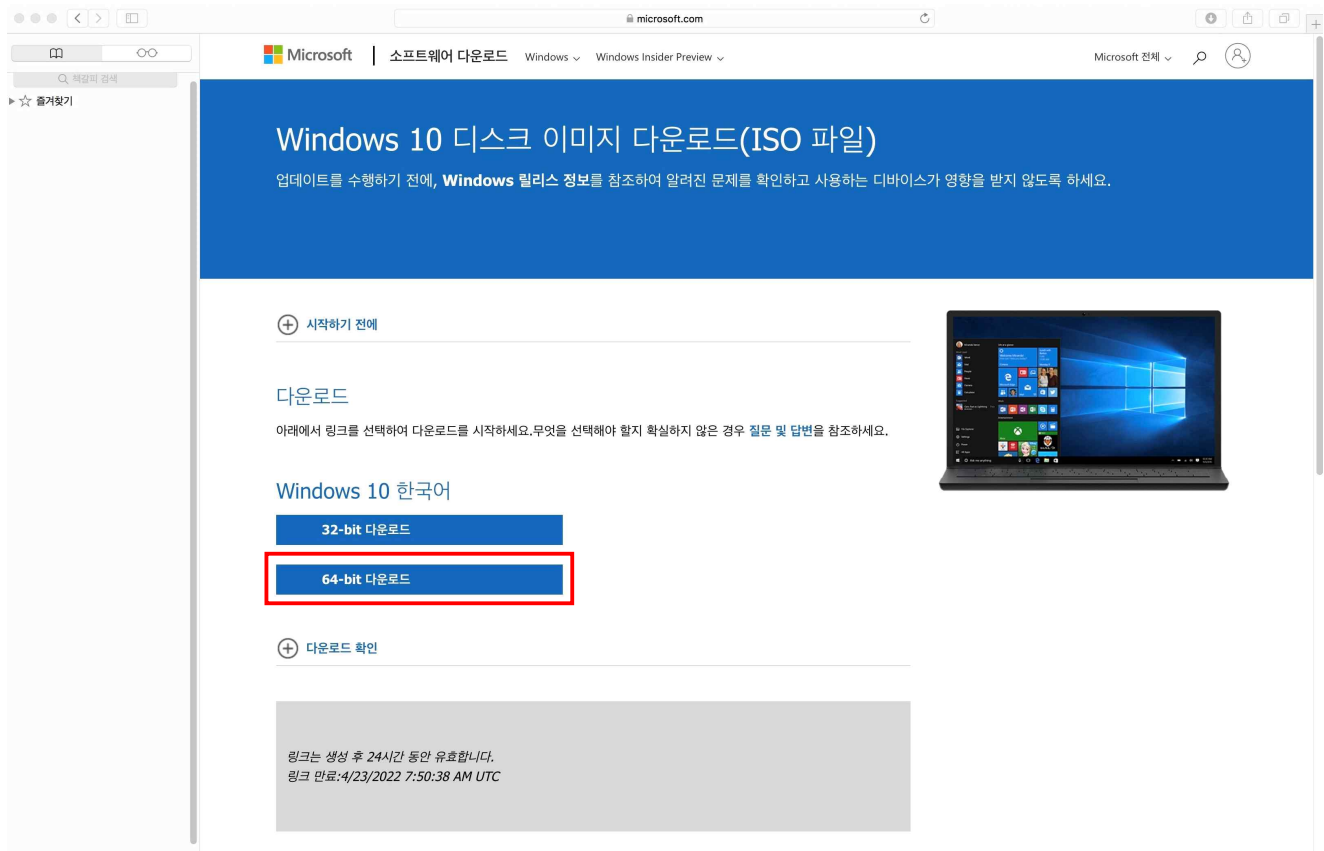 microsoft.com
책갈피 검색
즐겨찾기
Microsoft 소프트웨어 다운로드 Windows Windows Insider Preview Microsoft 전체
Windows 10 디스크 이미지 다운로드(ISO 파일)
업데이트를 수행하기 전에, Windows 릴리스 정보를 참조하여 알려진 문제를 확인하고 사용하는 디바이스가 영향을 받지 않도록 하세요.
시작하기 전에
다운로드
아래에서 링크를 선택하여 다운로드를 시작하세요.무엇을 선택해야 할지 확실하지 않은 경우 질문 및 답변을 참조하세요.
Windows 10 한국어
32-bit 다운로드
64-bit 다운로드
다운로드 확인
링크는 생성 후 24시간 동안 유효합니다.
링크 만료:4/23/2022 7:50:38 AM UTC